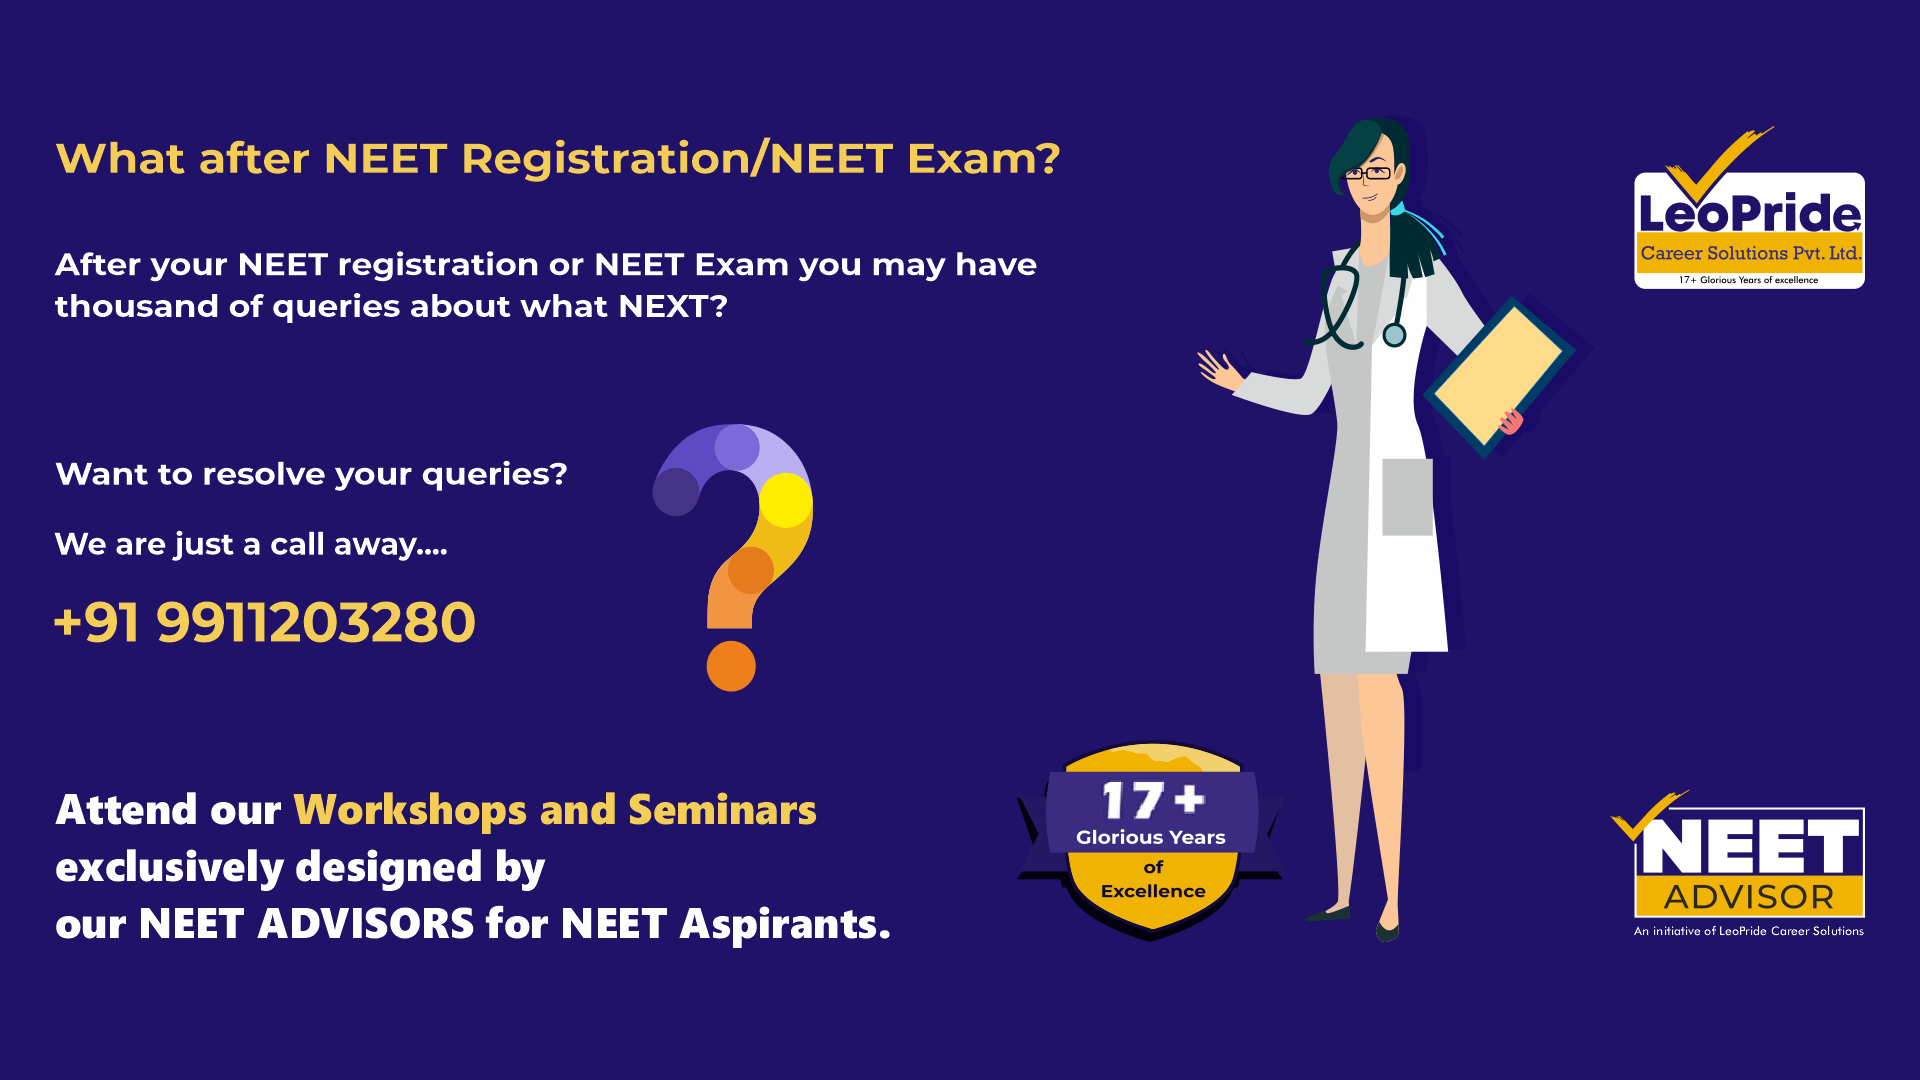 What after NEET Registration/NEET Exam?
After your NEET registration or NEET Exam you may have
thousand of queries about what NEXT?
Want to resolve your queries?
We are just a call away....
+91 9911203280
Attend our Workshops and Seminars
exclusively designed by
our NEET ADVISORS for NEET Aspirants.
17+
Glorious Years
of
Excellence
LeoPride
Career Solutions Pvt. Ltd.
17+ Glorious Years of excellence
NEET
ADVISOR
An initiative of LeoPride Career Solutions